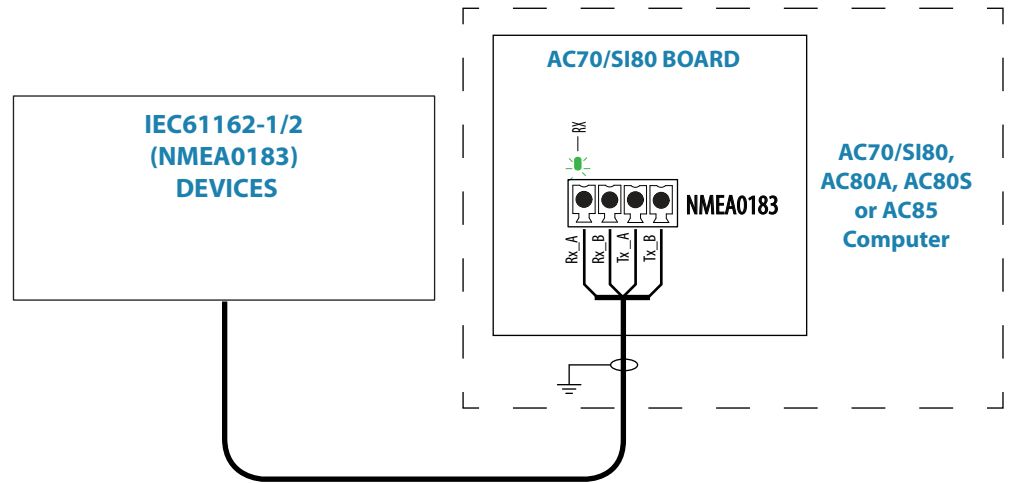 IEC61162-1/2
(NMEA0183)
DEVICES
AC70/SI80 BOARD
RX
NMEA0183
Rx_A
Rx_B
Tx_A
Tx_B
AC70/SI80,
AC80A, AC80S
or AC85
Computer